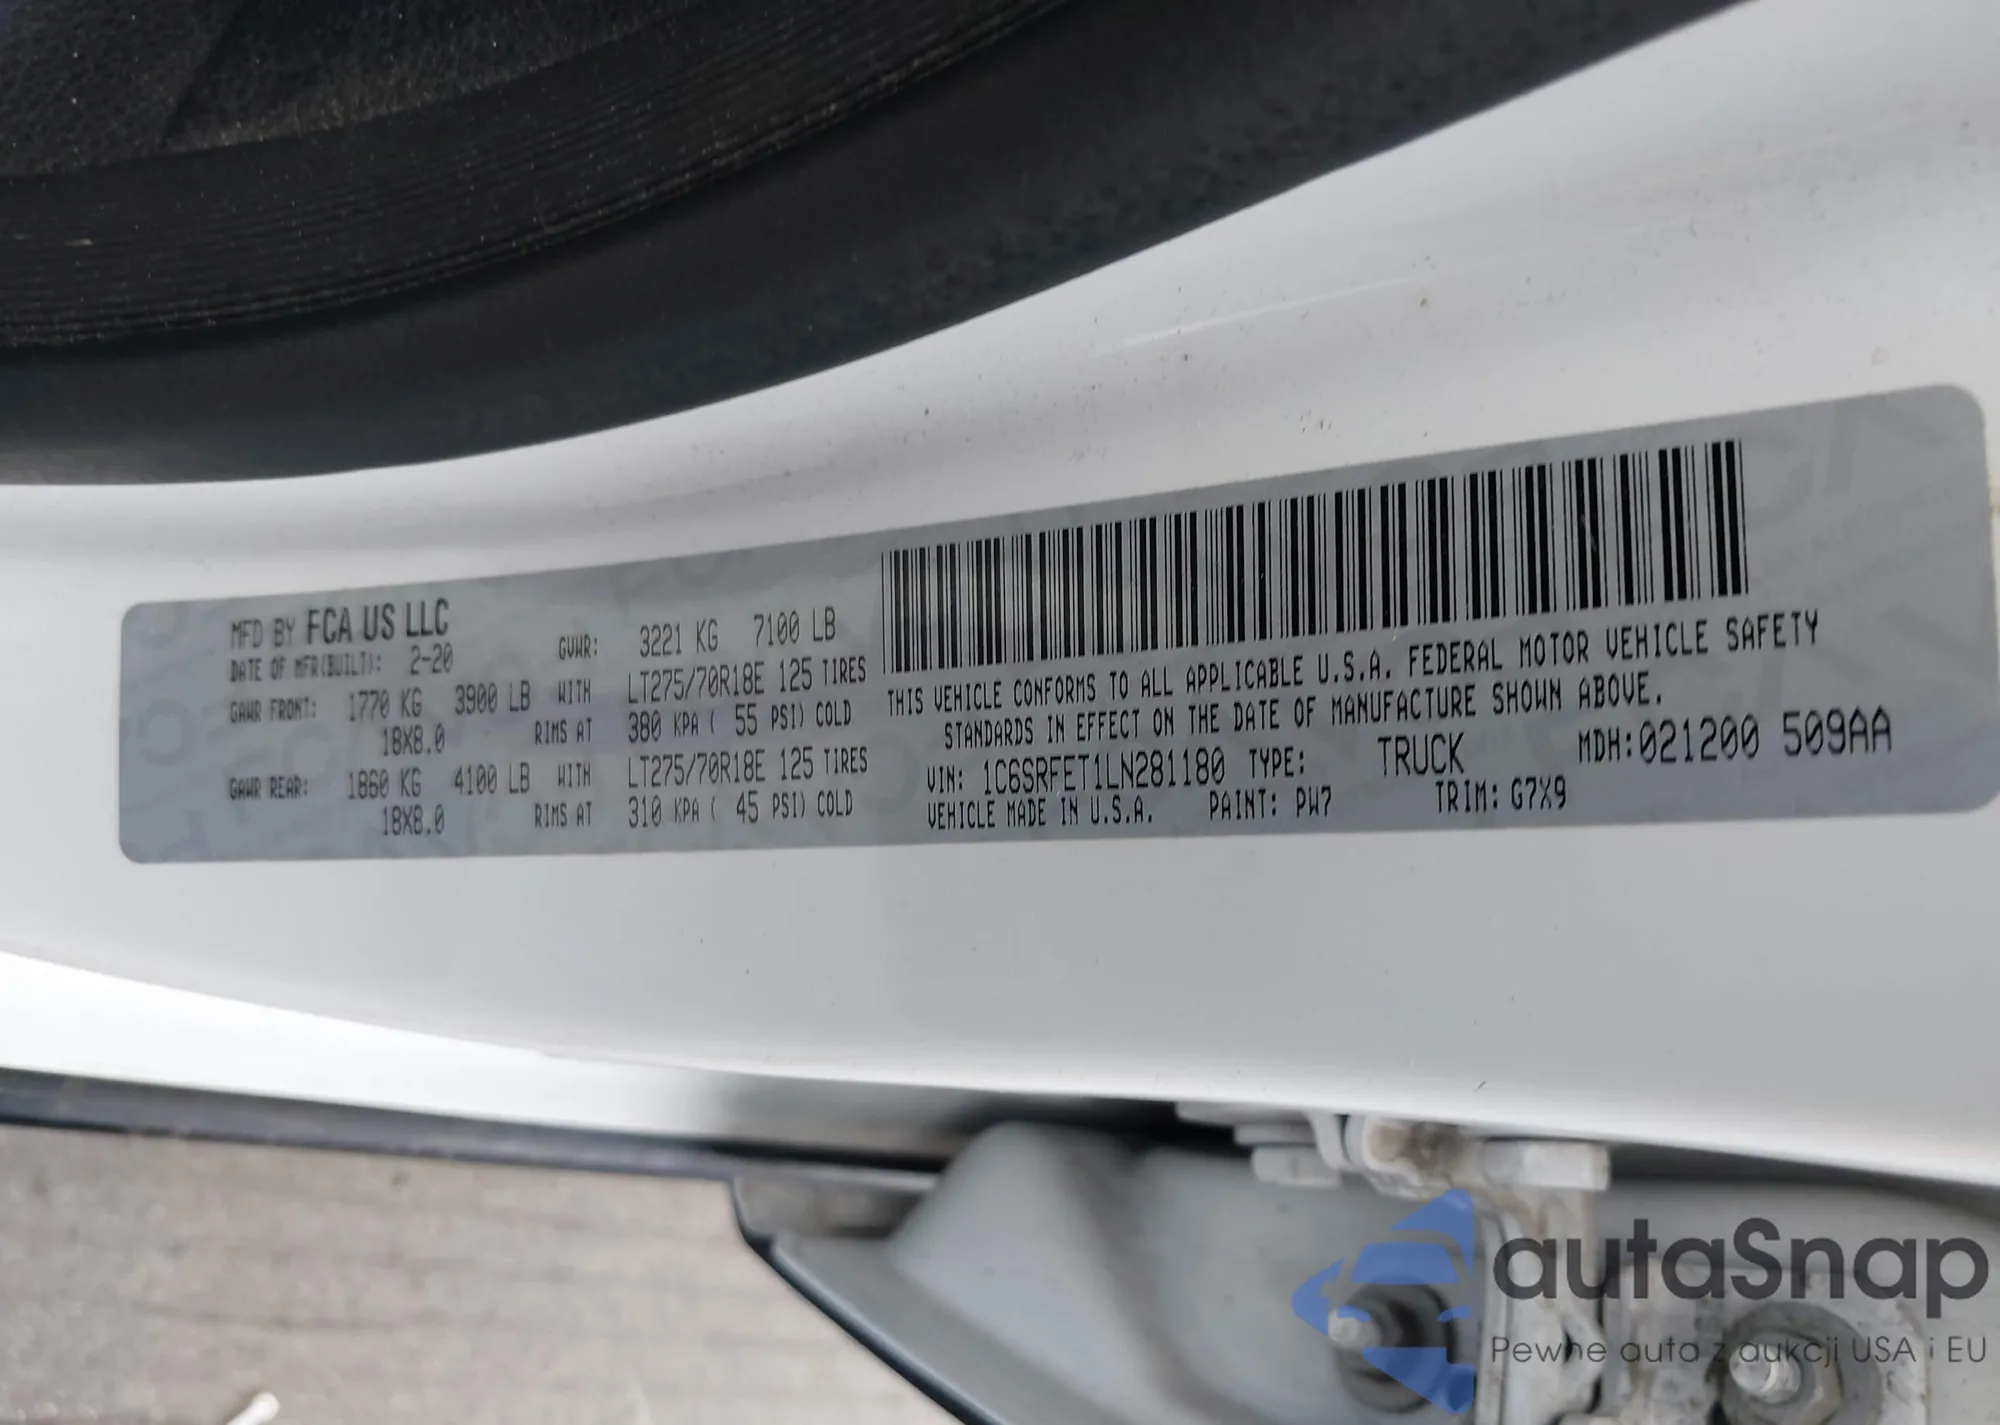 MFD BY FCA US LLC
DATE OF MFR(BUILT): 2-20 GVWR: 3221 KG 7100 LB
GAWR FRONT: 1770 KG 3900 LB WITH LT275/70R18E 125 TIRES
18X8.0 RIMS AT 380 KPA ( 55 PSI) COLD
GAWR REAR: 1860 KG 4100 LB WITH LT275/70R18E 125 TIRES
18X8.0 RIMS AT 310 KPA ( 45 PSI) COLD
THIS VEHICLE CONFORMS TO ALL APPLICABLE U.S.A. FEDERAL MOTOR VEHICLE SAFETY
STANDARDS IN EFFECT ON THE DATE OF MANUFACTURE SHOWN ABOVE.
VIN: 1C6SRFET1LN281180 TYPE: TRUCK MDH:021200 509AA
VEHICLE MADE IN U.S.A. PAINT: PW7 TRIM: G7X9
autaSnap
Pewne auta z aukcji USA i EU